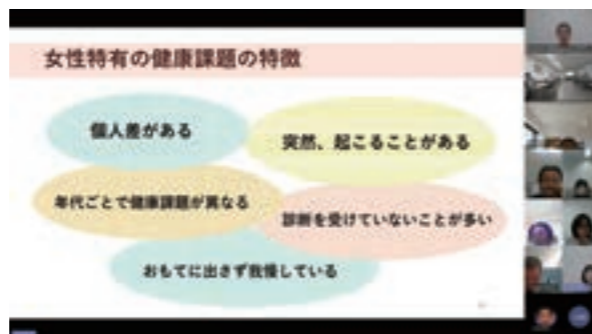 女性特有の健康課題の特徴
個人差がある
突然、起こることがある
年代ごとで健康課題が異なる
診断を受けていないことが多い
おもてに出さず我慢している